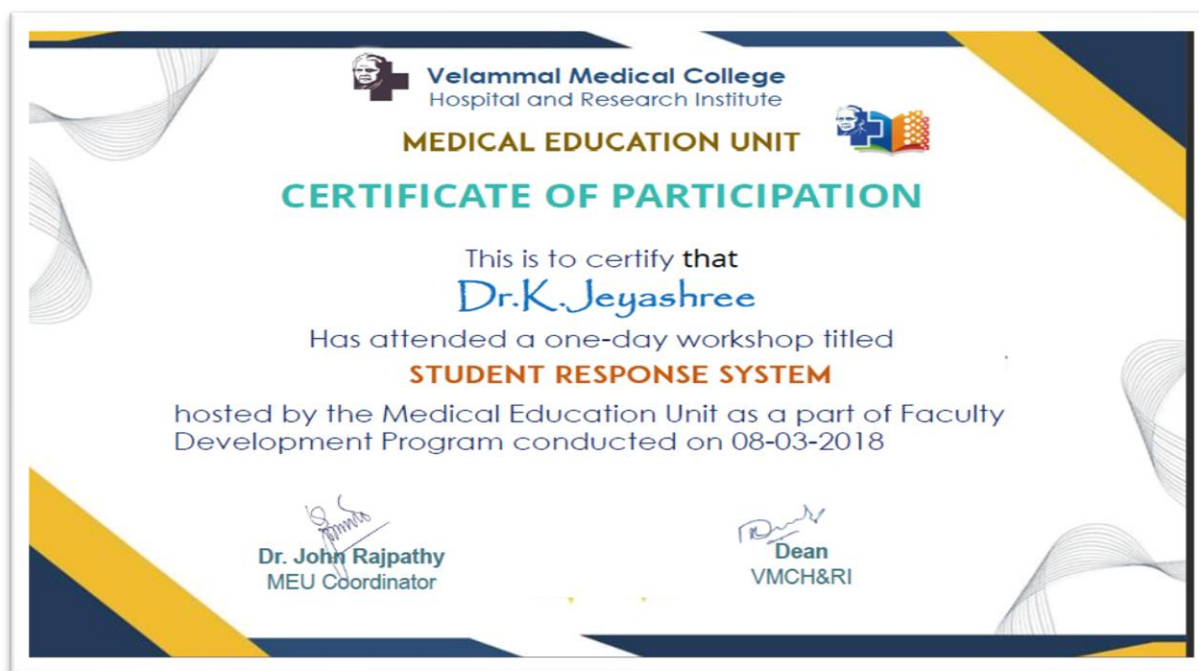 Velammal Medical College
Hospital and Research Institute
MEDICAL EDUCATION UNIT
CERTIFICATE OF PARTICIPATION
This is to certify that
Dr.K.Jeyashree
Has attended a one-day workshop titled
STUDENT RESPONSE SYSTEM
hosted by the Medical Education Unit as a part of Faculty
Development Program conducted on 08-03-2018
Dr. John Rajpathy
MEU Coordinator
Dean
VMCH&RI